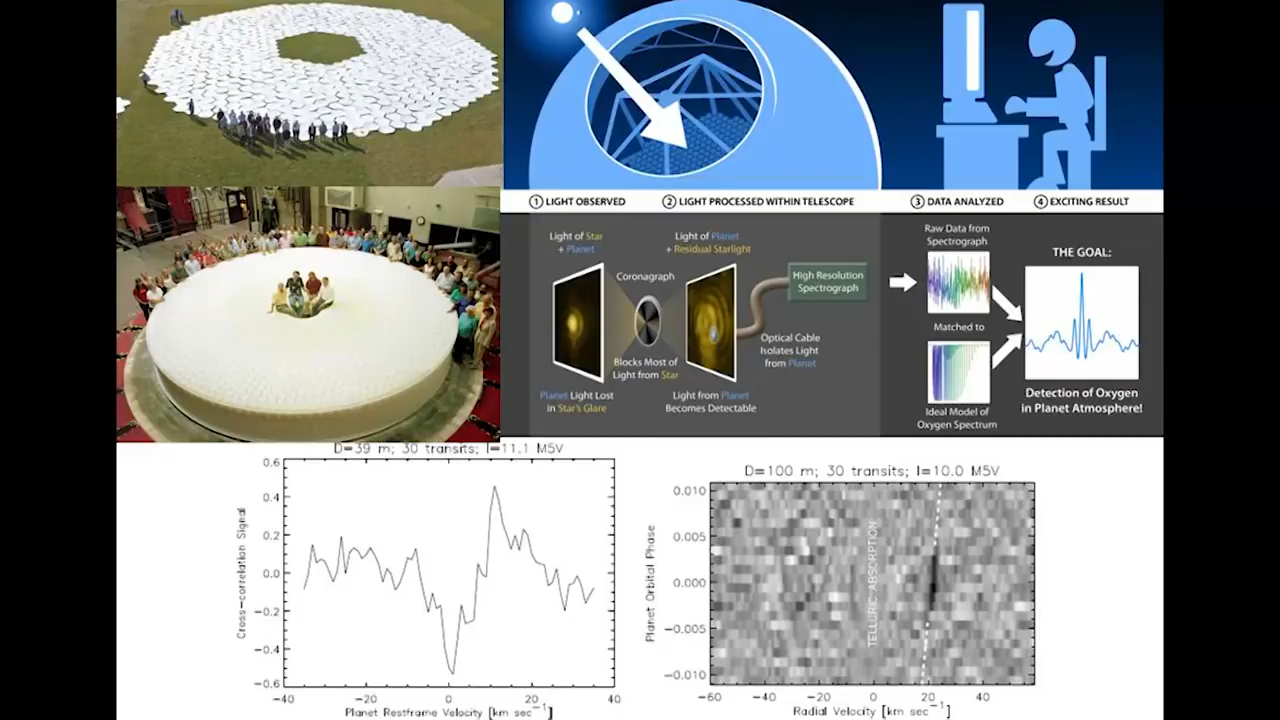 ① LIGHT OBSERVED
② LIGHT PROCESSED WITHIN TELESCOPE
③ DATA ANALYZED
④ EXCITING RESULT
Light of Star
+ Planet
Planet Light Lost
in Star's Glare
Coronagraph
Blocks Most of
Light from Star
Light of Planet
+ Residual Starlight
Light from Planet
Becomes Detectable
High Resolution
Spectrograph
Optical Cable
Isolates Light
from Planet
Raw Data from
Spectrograph
Matched to
Ideal Model of
Oxygen Spectrum
THE GOAL:
Detection of Oxygen
in Planet Atmosphere!
D=39 m; 30 transits; I=11.1 M5V
Cross-correlation Signal
0.6
0.4
0.2
0.0
−0.2
−0.4
−0.6
−40 −20 0 20 40
Planet Restframe Velocity [km sec⁻¹]
D=100 m; 30 transits; I=10.0 M5V
Planet Orbital Phase
0.010
0.005
0.000
−0.005
−0.010
TELLURIC ABSORPTION
−60 −40 −20 0 20 40
Radial Velocity [km sec⁻¹]